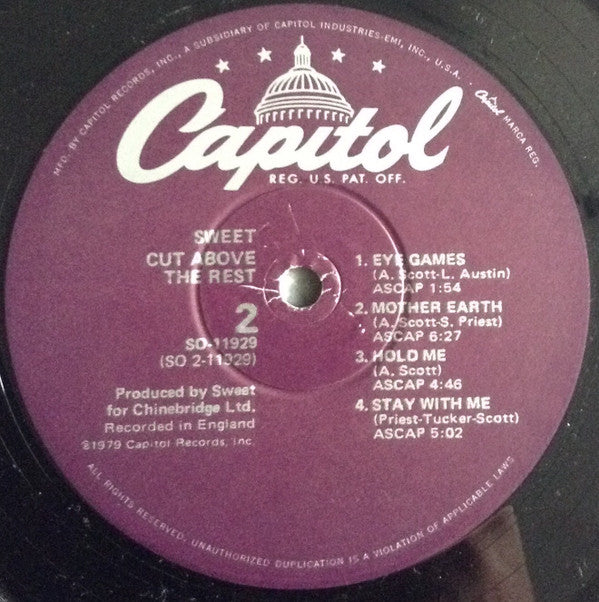 MFD. BY CAPITOL RECORDS, INC., A SUBSIDIARY OF CAPITOL INDUSTRIES-EMI, INC., U.S.A. . Capitol MARCA REG.
Capitol
REG. U.S. PAT. OFF.
SWEET
CUT ABOVE
THE REST
2
SO-11929
(SO 2-11929)
Produced by Sweet
for Chinebridge Ltd.
Recorded in England
℗1979 Capitol Records, Inc.
1. EYE GAMES
(A. Scott-L. Austin)
ASCAP 1:54
2. MOTHER EARTH
(A. Scott-S. Priest)
ASCAP 6:27
3. HOLD ME
(A. Scott)
ASCAP 4:46
4. STAY WITH ME
(Priest-Tucker-Scott)
ASCAP 5:02
ALL RIGHTS RESERVED, UNAUTHORIZED DUPLICATION IS A VIOLATION OF APPLICABLE LAWS